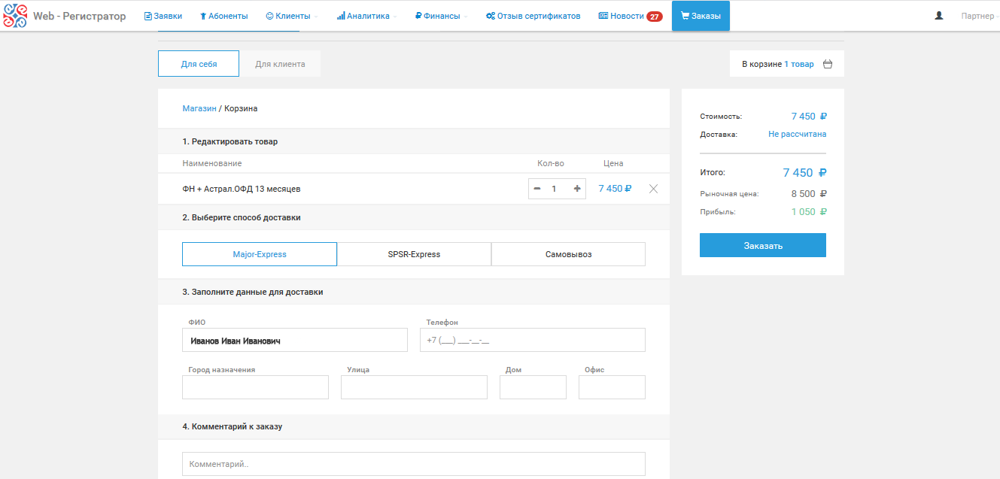 Web - Регистратор Заявки Абоненты Клиенты Аналитика Финансы Отзыв сертификатов Новости 27 Заказы Партнер
Для себя Для клиента В корзине 1 товар
Магазин / Корзина
1. Редактировать товар
Наименование Кол-во Цена
ФН + Астрал.ОФД 13 месяцев − 1 + 7 450 ₽
2. Выберите способ доставки
Major-Express SPSR-Express Самовывоз
3. Заполните данные для доставки
ФИО Телефон
Иванов Иван Иванович +7 (___) ___-__-__
Город назначения Улица Дом Офис
4. Комментарий к заказу
Комментарий..
Стоимость: 7 450 ₽
Доставка: Не рассчитана
Итого: 7 450 ₽
Рыночная цена: 8 500 ₽
Прибыль: 1 050 ₽
Заказать